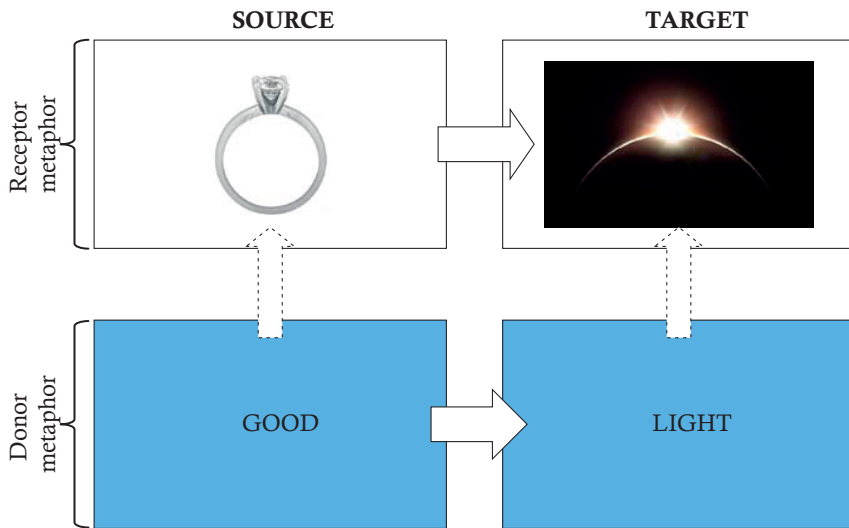 SOURCE
TARGET
Receptor
metaphor
Donor
metaphor
GOOD
LIGHT